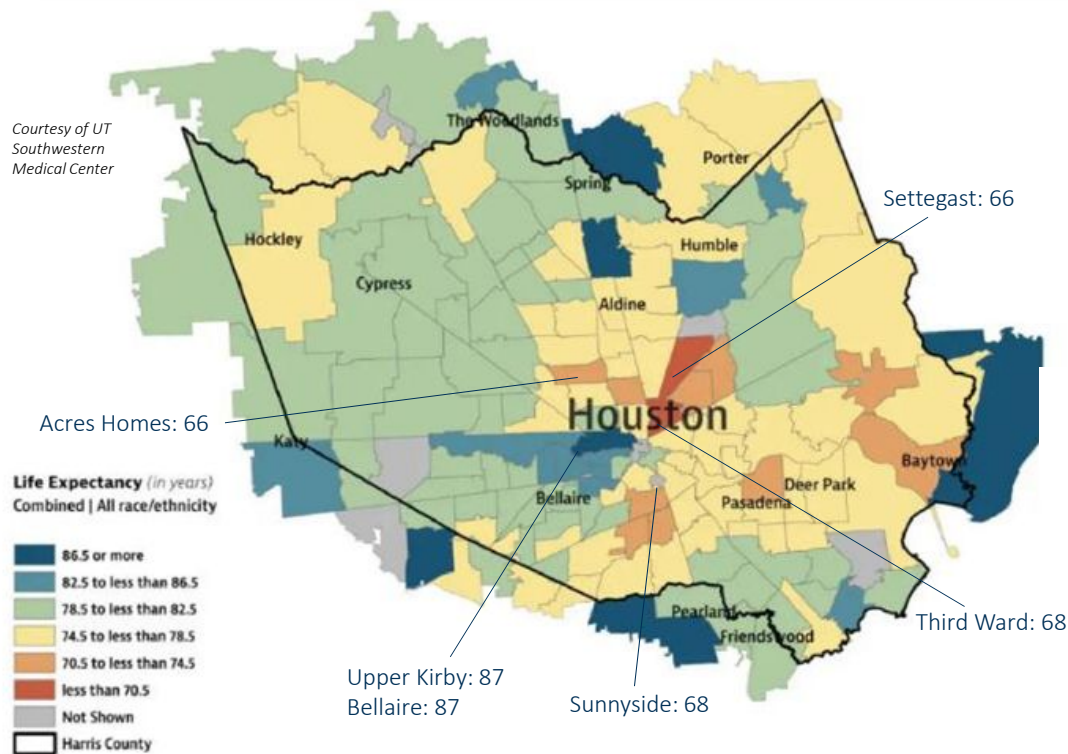 Courtesy of UT
Southwestern
Medical Center
The Woodlands
Porter
Spring
Settegast: 66
Hockley
Humble
Cypress
Aldine
Acres Homes: 66
Houston
Katy
Baytown
Life Expectancy (in years)
Combined | All race/ethnicity
Bellaire
Deer Park
Pasadena
86.5 or more
82.5 to less than 86.5
78.5 to less than 82.5
74.5 to less than 78.5
70.5 to less than 74.5
less than 70.5
Not Shown
Harris County
Pearland
Friendswood
Third Ward: 68
Upper Kirby: 87
Bellaire: 87
Sunnyside: 68